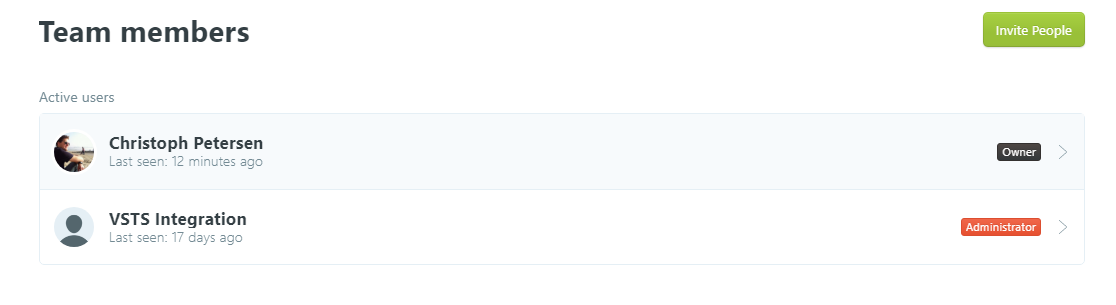 Team members
Invite People
Active users
Christoph Petersen
Last seen: 12 minutes ago
Owner
VSTS Integration
Last seen: 17 days ago
Administrator